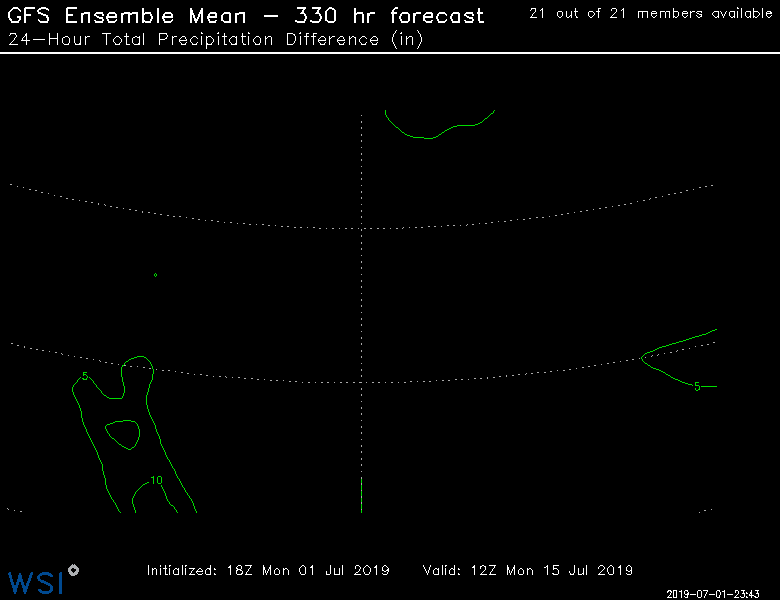 GFS Ensemble Mean – 330 hr forecast
21 out of 21 members available
24-Hour Total Precipitation Difference (in)
5
5
10
WSI
Initialized: 18Z Mon 01 Jul 2019
Valid: 12Z Mon 15 Jul 2019
2019-07-01-23:43